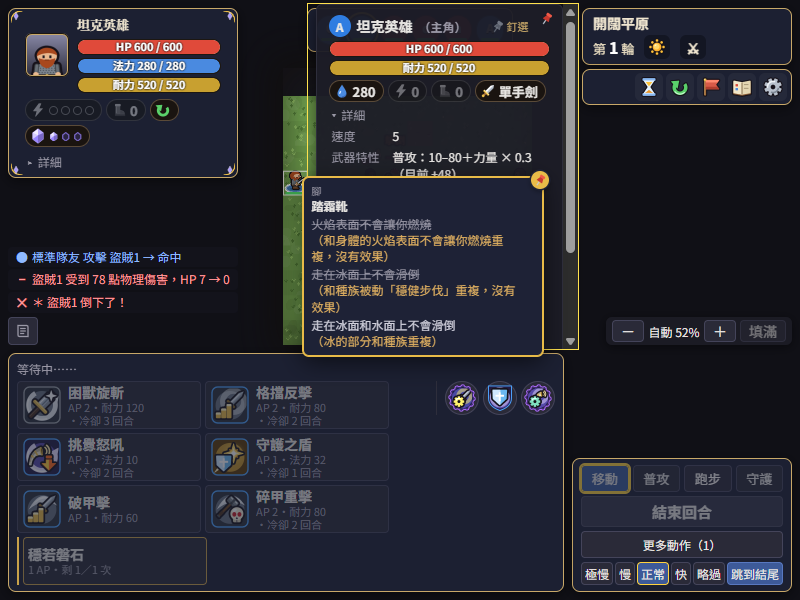 坦克英雄
HP 600 / 600
法力 280 / 280
耐力 520 / 520
0
▸ 詳細
A 坦克英雄 （主角） 釘選
HP 600 / 600
耐力 520 / 520
280 0 0 單手劍
▾ 詳細
速度 5
武器特性 普攻：10–80＋力量 × 0.3
（目前 +48）
腳
踏霜靴
火焰表面不會讓你燃燒
（和身體的火焰表面不會讓你燃燒重
複，沒有效果）
走在冰面上不會滑倒
（和種族被動「穩健步伐」重複，沒有
效果）
走在冰面和水面上不會滑倒
（冰的部分和種族重複）
開闊平原
第 1 輪
標準隊友 攻擊 盜賊1 → 命中
− 盜賊1 受到 78 點物理傷害，HP 7 → 0
✕ ＊ 盜賊1 倒下了！
− 自動 52% ＋ 填滿
等待中⋯⋯
困獸旋斬
AP 2・耐力 120
・冷卻 3 回合
格擋反擊
AP 2・耐力 80
・冷卻 2 回合
挑釁怒吼
AP 1・法力 10
・冷卻 2 回合
守護之盾
AP 1・法力 32
・冷卻 1 回合
破甲擊
AP 1・耐力 60
碎甲重擊
AP 2・耐力 80
・冷卻 2 回合
穩若磐石
1 AP・剩 1／1 次
移動 普攻 跑步 守護
結束回合
更多動作（1）
極慢 慢 正常 快 略過 跳到結尾